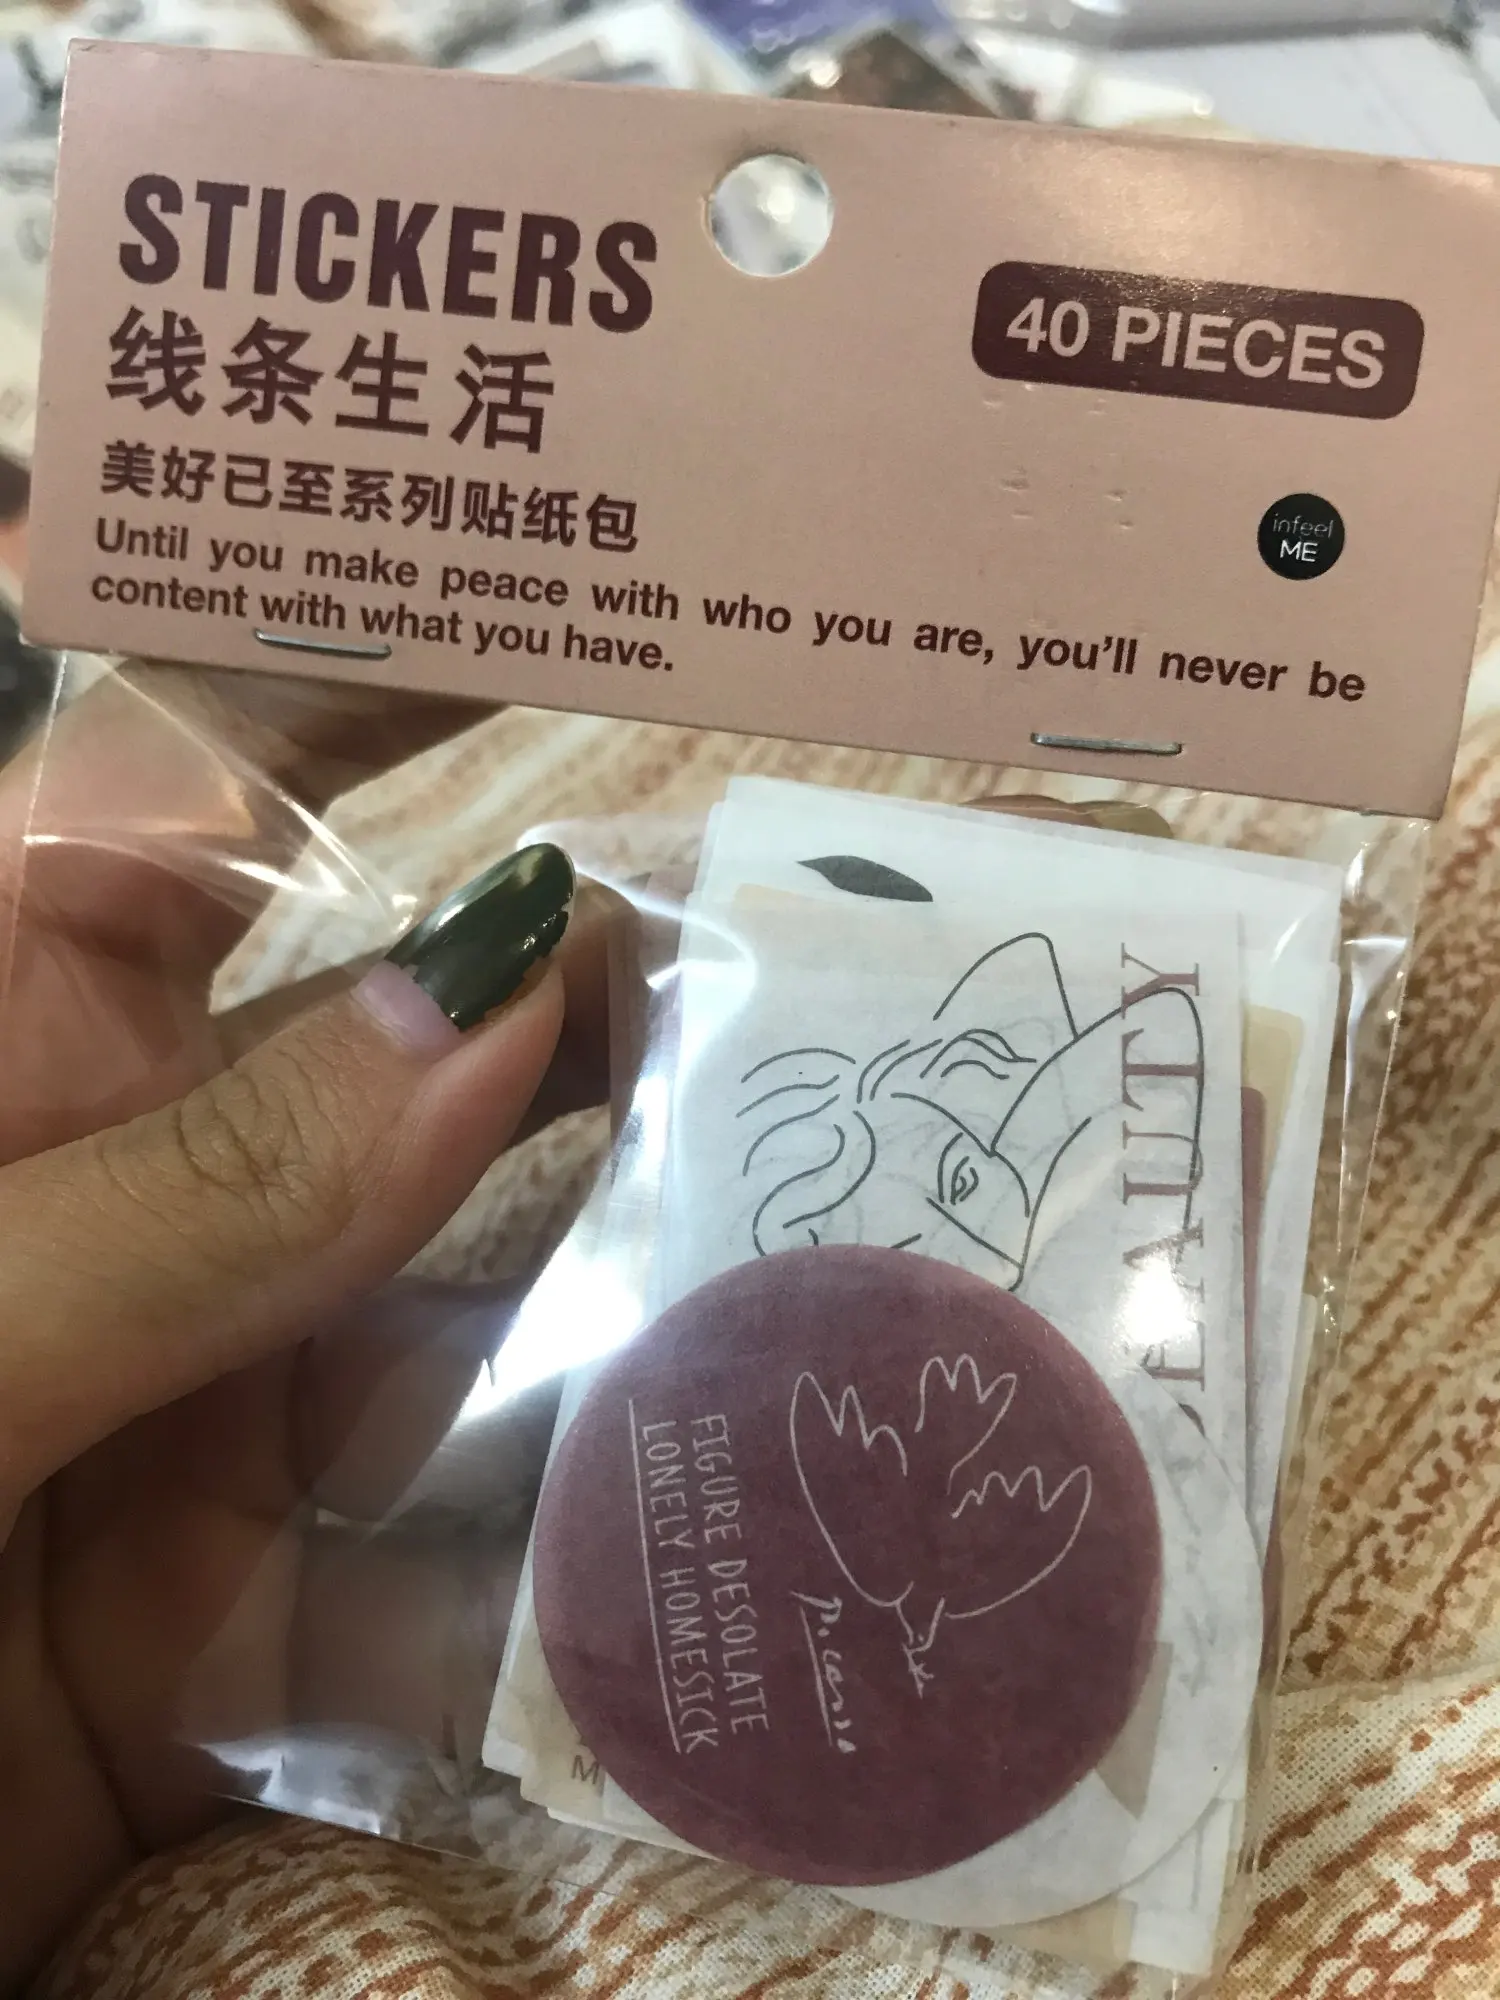 STICKERS
线条生活
美好已至系列贴纸包
Until you make peace with who you are, you'll never be
content with what you have.
40 PIECES
infeel
ME
BEAUTY
FIGURE DESOLATE
LONELY HOMESICK
Picasso
M